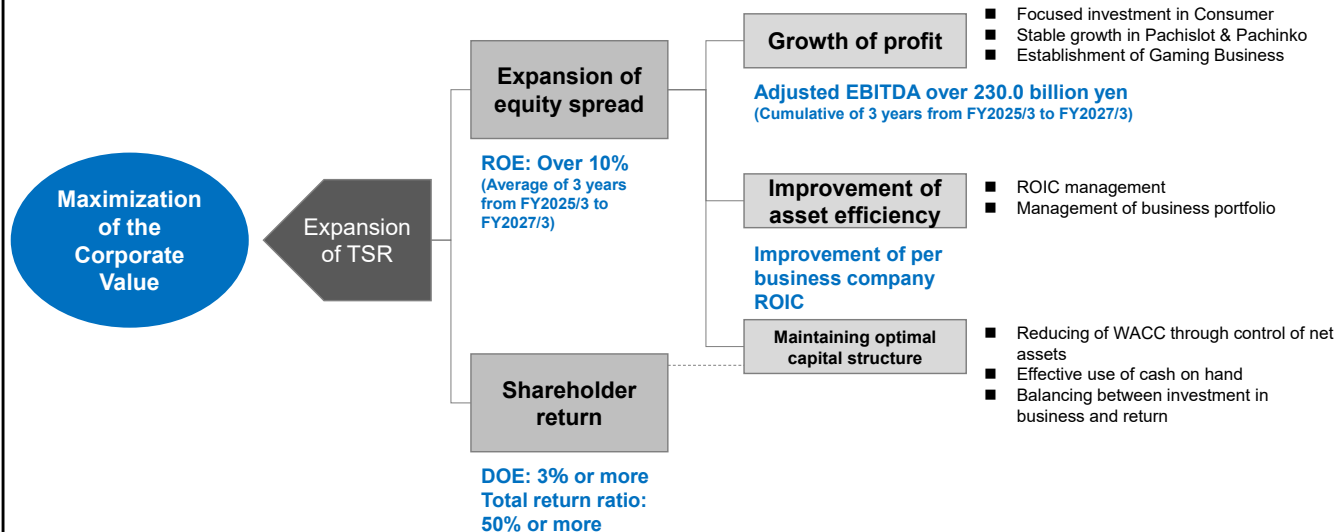 Maximization
of the
Corporate
Value
Expansion
of TSR
Expansion of
equity spread
ROE: Over 10%
(Average of 3 years
from FY2025/3 to
FY2027/3)
Shareholder
return
DOE: 3% or more
Total return ratio:
50% or more
Growth of profit
■ Focused investment in Consumer
■ Stable growth in Pachislot & Pachinko
■ Establishment of Gaming Business
Adjusted EBITDA over 230.0 billion yen
(Cumulative of 3 years from FY2025/3 to FY2027/3)
Improvement of
asset efficiency
■ ROIC management
■ Management of business portfolio
Improvement of per
business company
ROIC
Maintaining optimal
capital structure
■ Reducing of WACC through control of net
assets
■ Effective use of cash on hand
■ Balancing between investment in
business and return